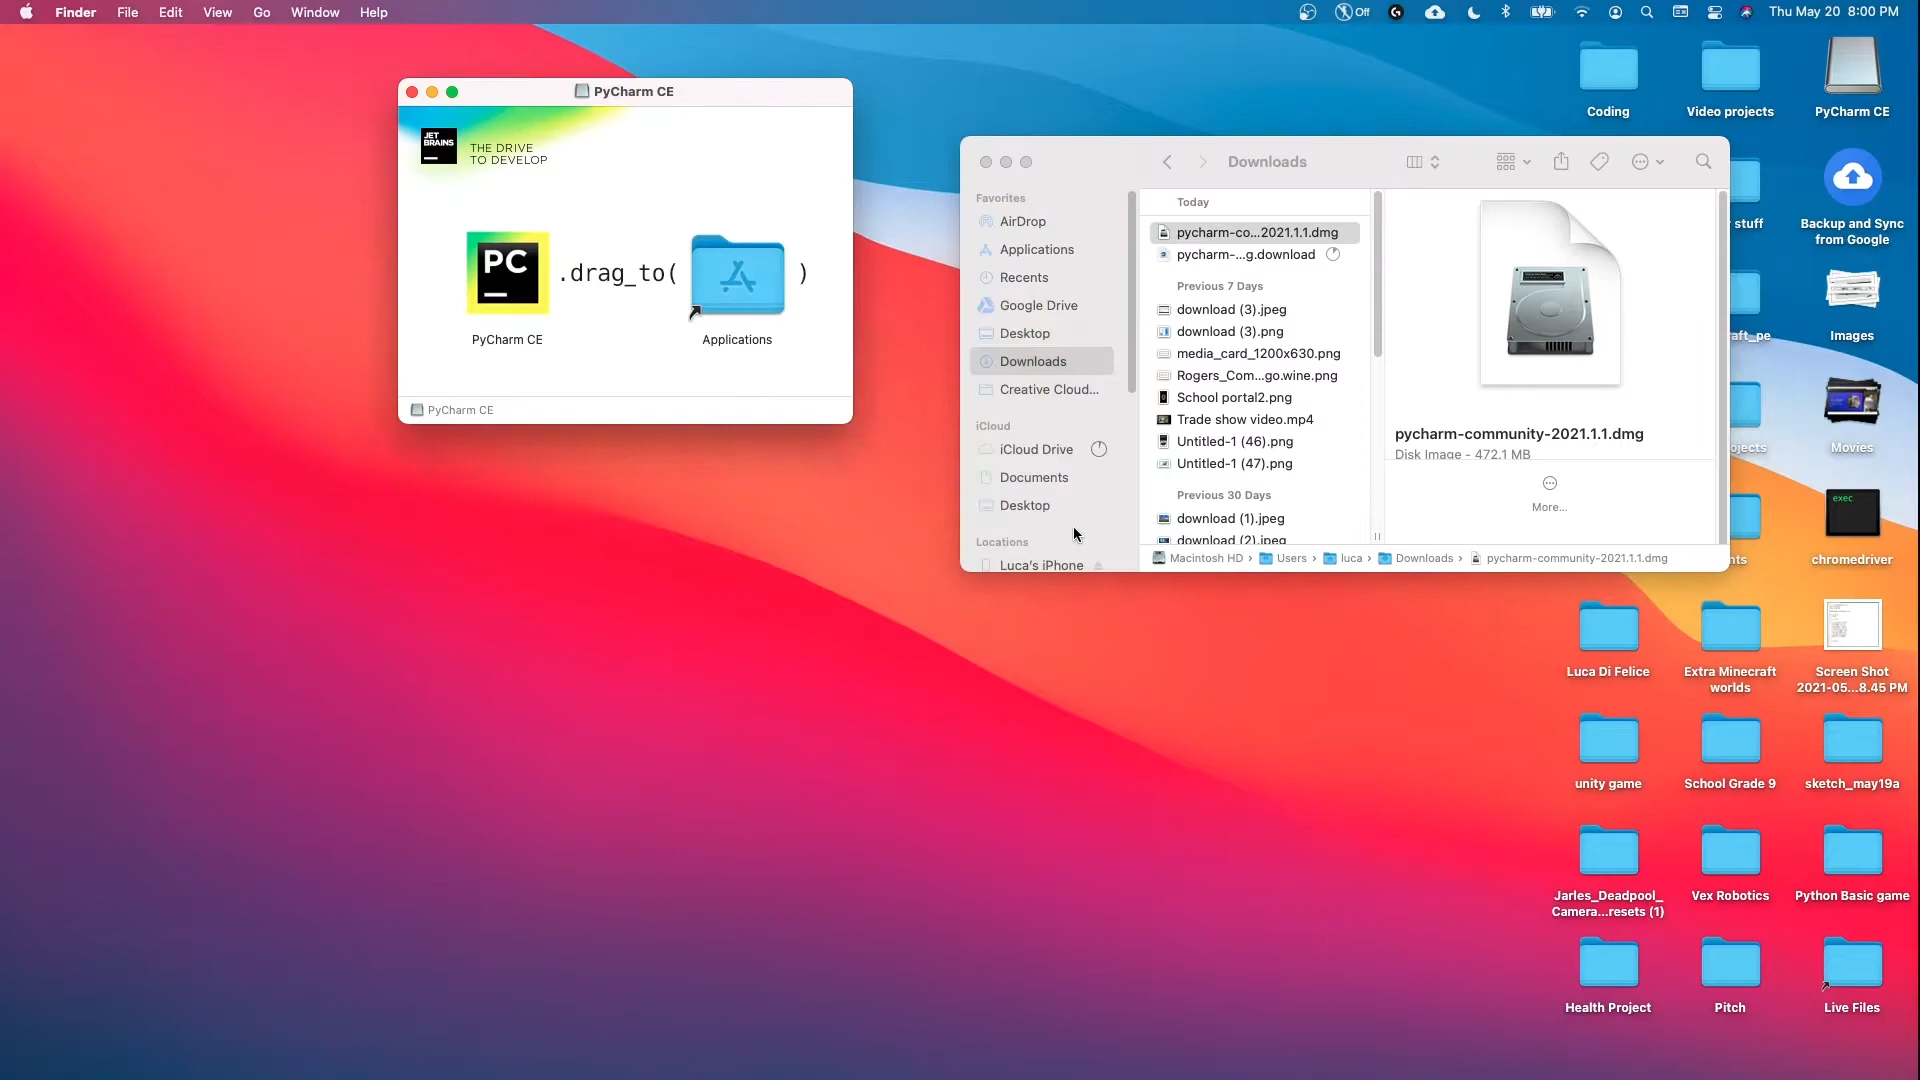 Finder File Edit View Go Window Help
Off
Thu May 20 8:00 PM
PyCharm CE
JET
BRAINS
THE DRIVE
TO DEVELOP
PC
.drag_to( )
PyCharm CE
Applications
PyCharm CE
Downloads
Favorites
AirDrop
Applications
Recents
Google Drive
Desktop
Downloads
Creative Cloud...
iCloud
iCloud Drive
Documents
Desktop
Locations
Luca's iPhone
Today
pycharm-co...2021.1.1.dmg
pycharm-...g.download
Previous 7 Days
download (3).jpeg
download (3).png
media_card_1200x630.png
Rogers_Com...go.wine.png
School portal2.png
Trade show video.mp4
Untitled-1 (46).png
Untitled-1 (47).png
Previous 30 Days
download (1).jpeg
download (2).jpeg
pycharm-community-2021.1.1.dmg
Disk Image - 472.1 MB
More...
Macintosh HD › Users › luca › Downloads › pycharm-community-2021.1.1.dmg
Coding
Video projects
PyCharm CE
stuff
Backup and Sync
from Google
aft_pe
Images
ojects
Movies
nts
exec
chromedriver
Luca Di Felice
Extra Minecraft
worlds
Screen Shot
2021-05...8.45 PM
unity game
School Grade 9
sketch_may19a
Jarles_Deadpool_
Camera...resets (1)
Vex Robotics
Python Basic game
Health Project
Pitch
Live Files